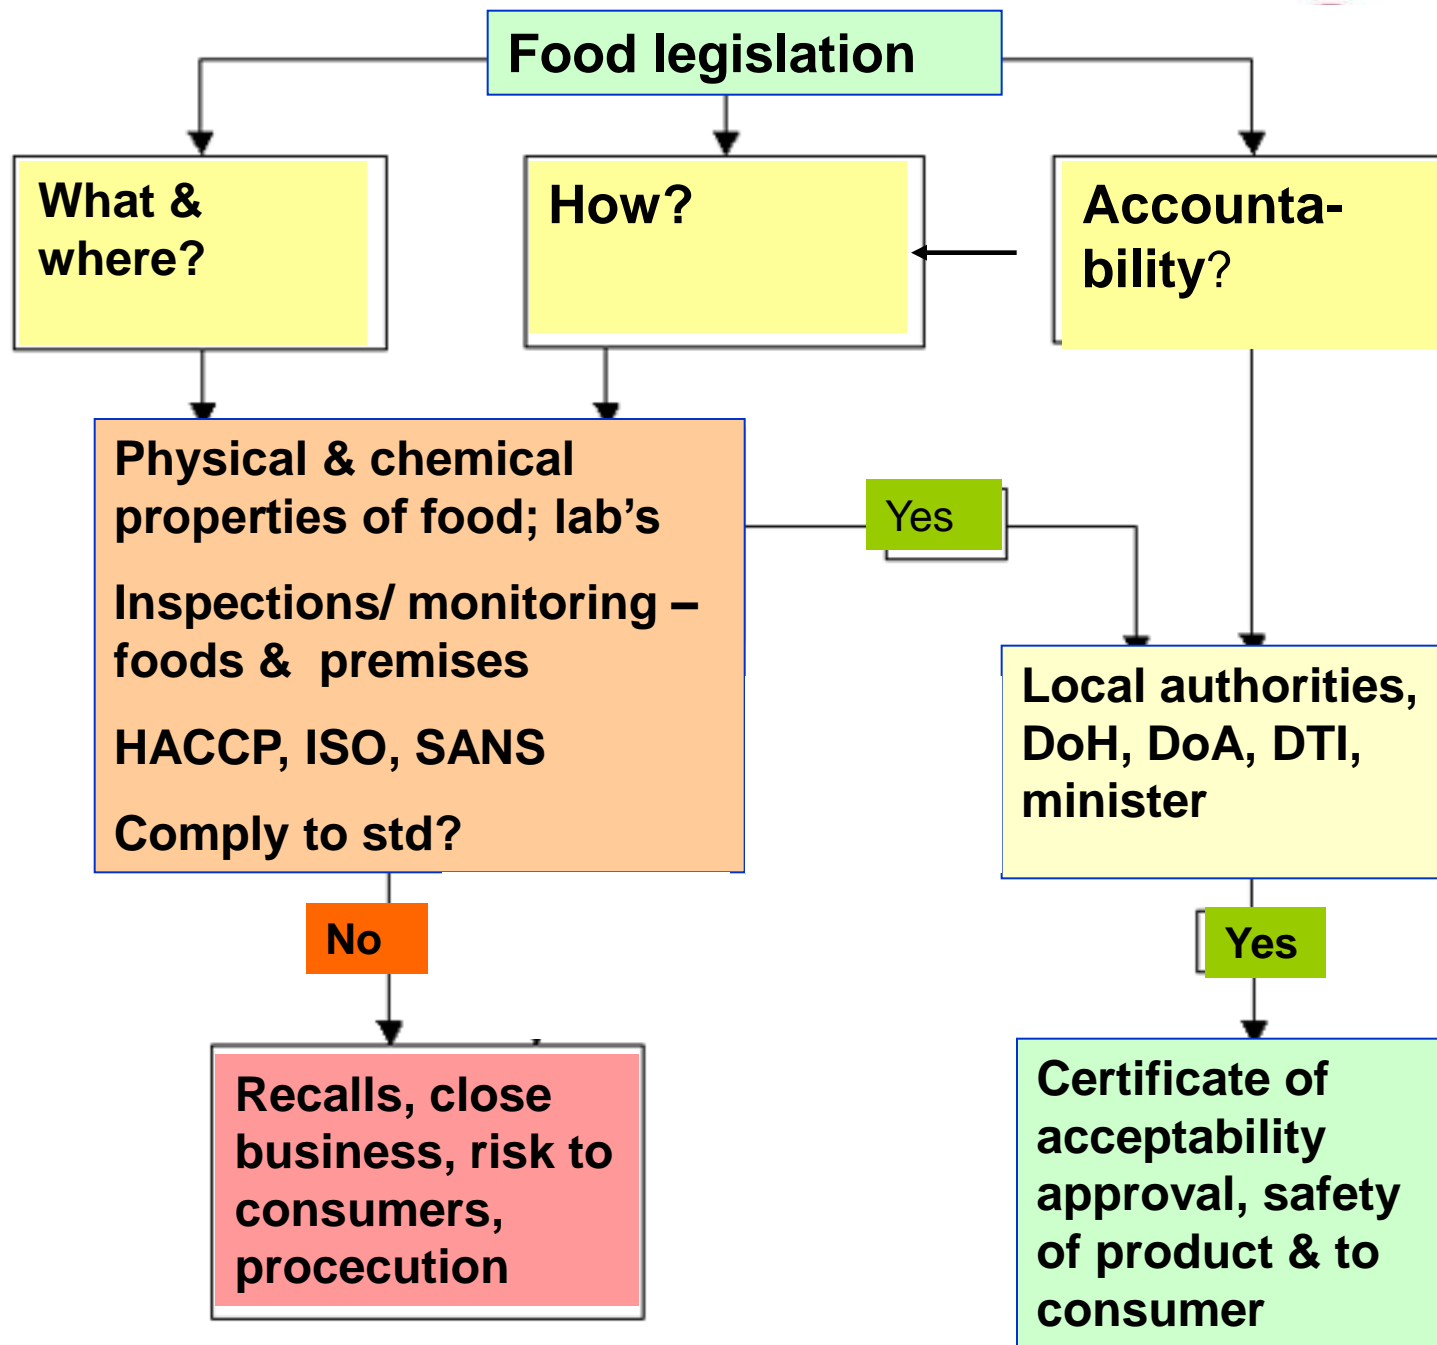 Food legislation
What &
where?
How?
Accounta-
bility?
Physical & chemical
properties of food; lab's
Inspections/ monitoring –
foods &  premises
HACCP, ISO, SANS
Comply to std?
Yes
Local authorities,
DoH, DoA, DTI,
minister
No
Yes
Recalls, close
business, risk to
consumers,
procecution
Certificate of
acceptability
approval, safety
of product & to
consumer